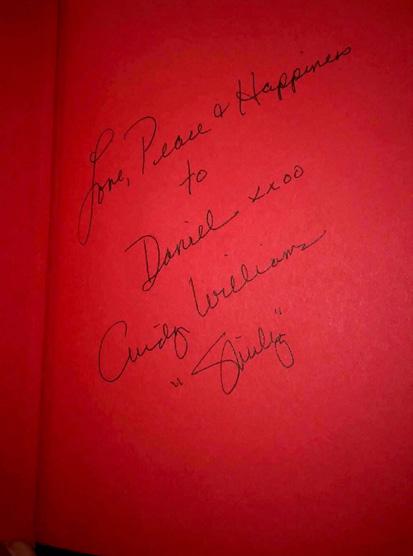 Love, Peace & Happiness
to
Daniel xxoo
Cindy Williams
"Shirley"